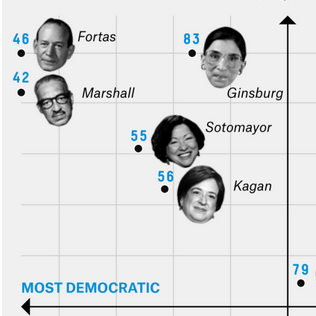 46 Fortas
83
42 Marshall
Ginsburg
55 Sotomayor
56 Kagan
79
MOST DEMOCRATIC